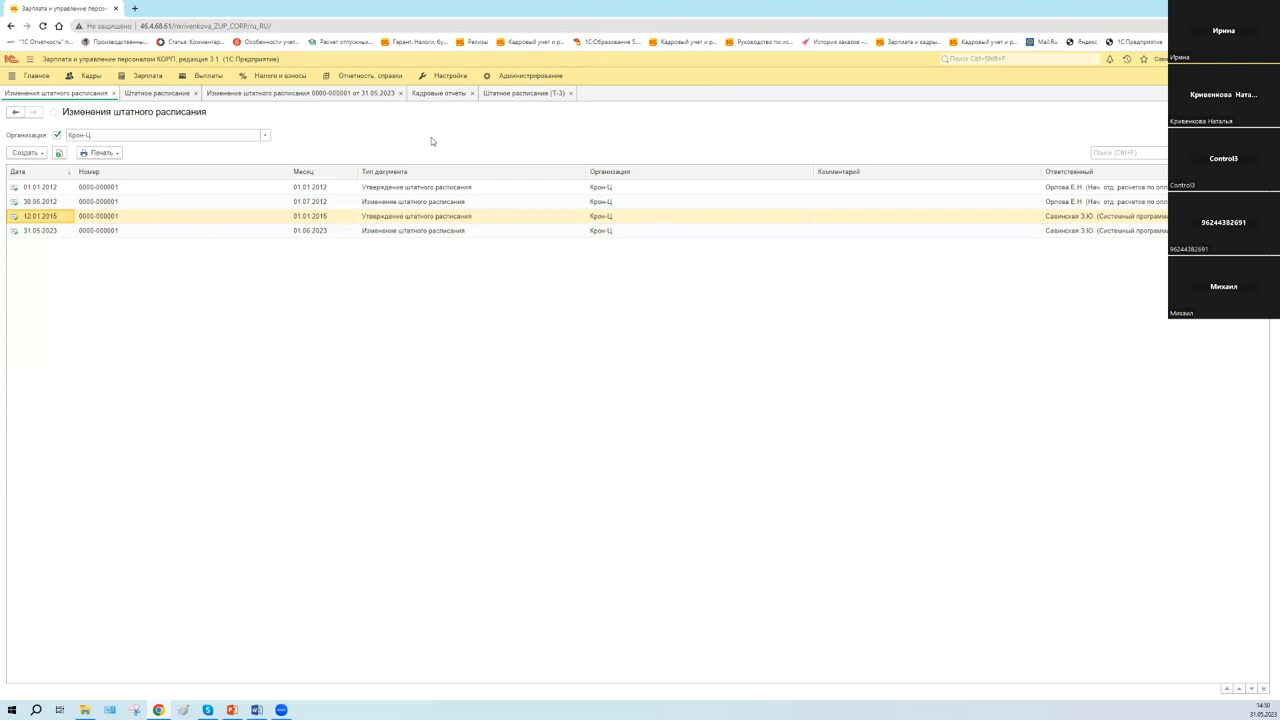 Зарплата и управление персо-
Не защищено 46.4.68.61/nkrivenkova_ZUP_CORP/ru_RU/
"1С Отчетность" л... Производственны... Статья: Комментар... Особенности учет... Расчет отпускных... Гарант. Налоги, бу... Релизы Кадровый учет и р... 1С:Образование 5... Кадровый учет и р... Руководство по ис... История заказов -... Зарплата и кадры... Кадровый учет и р... Mail.Ru Яндекс 1С:Предприятие
Зарплата и управление персоналом КОРП, редакция 3.1 (1С:Предприятие)
Поиск Ctrl+Shift+F
Главное Кадры Зарплата Выплаты Налоги и взносы Отчетность, справки Настройка Администрирование
Изменения штатного расписания Штатное расписание Изменение штатного расписания 0000-000001 от 31.05.2023 Кадровые отчеты Штатное расписание (Т-3)
Изменения штатного расписания
Организация: Крон-Ц
Создать Печать Поиск (Ctrl+F)
Дата Номер Месяц Тип документа Организация Комментарий Ответственный
01.01.2012 0000-000001 01.01.2012 Утверждение штатного расписания Крон-Ц Орлова Е.Н. (Нач. отд. расчетов по опл
30.06.2012 0000-000001 01.07.2012 Изменение штатного расписания Крон-Ц Орлова Е.Н. (Нач. отд. расчетов по опл
12.01.2015 0000-000001 01.01.2015 Утверждение штатного расписания Крон-Ц Савинская З.Ю. (Системный программ
31.05.2023 0000-000001 01.06.2023 Изменение штатного расписания Крон-Ц Савинская З.Ю. (Системный программ
Ирина
Ирина
Кривенкова Ната...
Кривенкова Наталья
Control3
Control3
96244382691
96244382691
Михаил
Михаил
14:50
31.05.2023